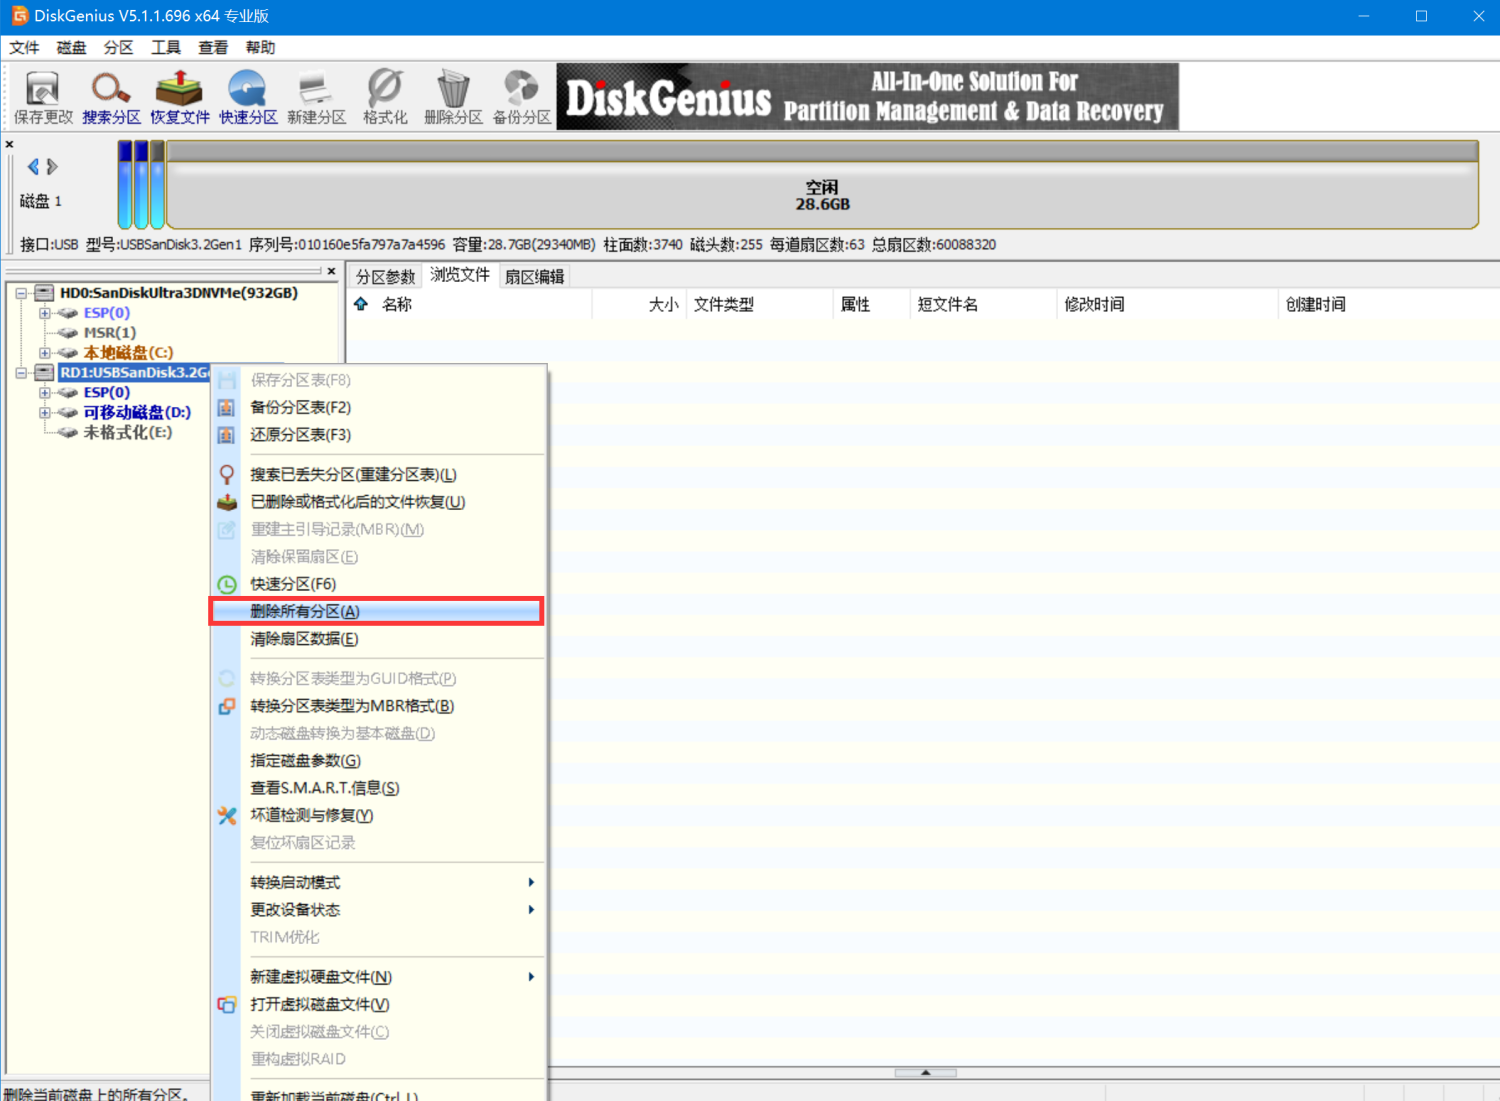 DiskGenius V5.1.1.696 x64 专业版
文件 磁盘 分区 工具 查看 帮助
保存更改 搜索分区 恢复文件 快速分区 新建分区 格式化 删除分区 备份分区
DiskGenius
All-In-One Solution For
Partition Management & Data Recovery
磁盘 1
空闲
28.6GB
接口:USB 型号:USBSanDisk3.2Gen1 序列号:010160e5fa797a7a4596 容量:28.7GB(29340MB) 柱面数:3740 磁头数:255 每道扇区数:63 总扇区数:60088320
HD0:SanDiskUltra3DNVMe(932GB)
ESP(0)
MSR(1)
本地磁盘(C:)
RD1:USBSanDisk3.2Ge
ESP(0)
可移动磁盘(D:)
未格式化(E:)
分区参数 浏览文件 扇区编辑
名称 大小 文件类型 属性 短文件名 修改时间 创建时间
保存分区表(F8)
备份分区表(F2)
还原分区表(F3)
搜索已丢失分区(重建分区表)(L)
已删除或格式化后的文件恢复(U)
重建主引导记录(MBR)(M)
清除保留扇区(E)
快速分区(F6)
删除所有分区(A)
清除扇区数据(E)
转换分区表类型为GUID格式(P)
转换分区表类型为MBR格式(B)
动态磁盘转换为基本磁盘(D)
指定磁盘参数(G)
查看S.M.A.R.T.信息(S)
坏道检测与修复(Y)
复位坏扇区记录
转换启动模式
更改设备状态
TRIM优化
新建虚拟硬盘文件(N)
打开虚拟磁盘文件(V)
关闭虚拟磁盘文件(C)
重构虚拟RAID
重新加载当前磁盘(Ctrl L)
删除当前磁盘上的所有分区。